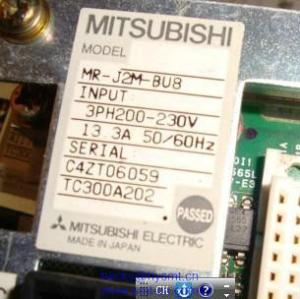 MITSUBISHI
MODEL
MR-J2M-BU8
INPUT
3PH200-230V
13.3A 50/60Hz
SERIAL
C4ZT06059
TC300A202
PASSED
MITSUBISHI ELECTRIC
MADE IN JAPAN
CH